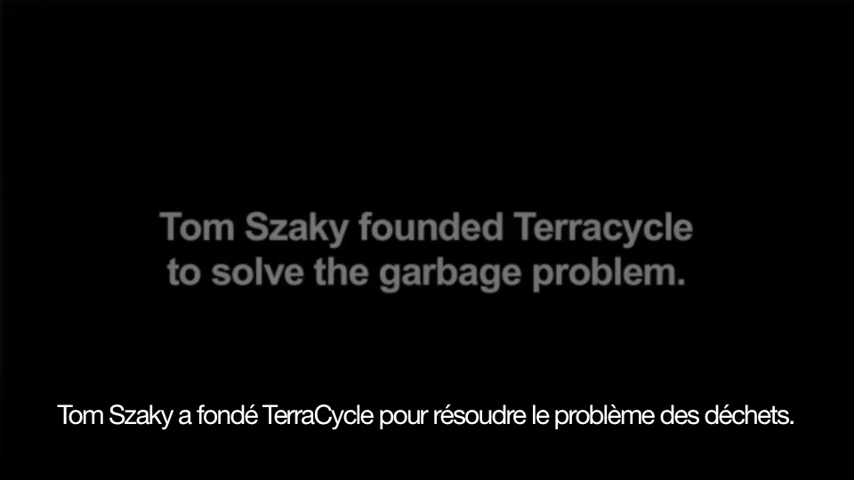 Tom Szaky founded Terracycle
to solve the garbage problem.
Tom Szaky a fondé TerraCycle pour résoudre le problème des déchets.